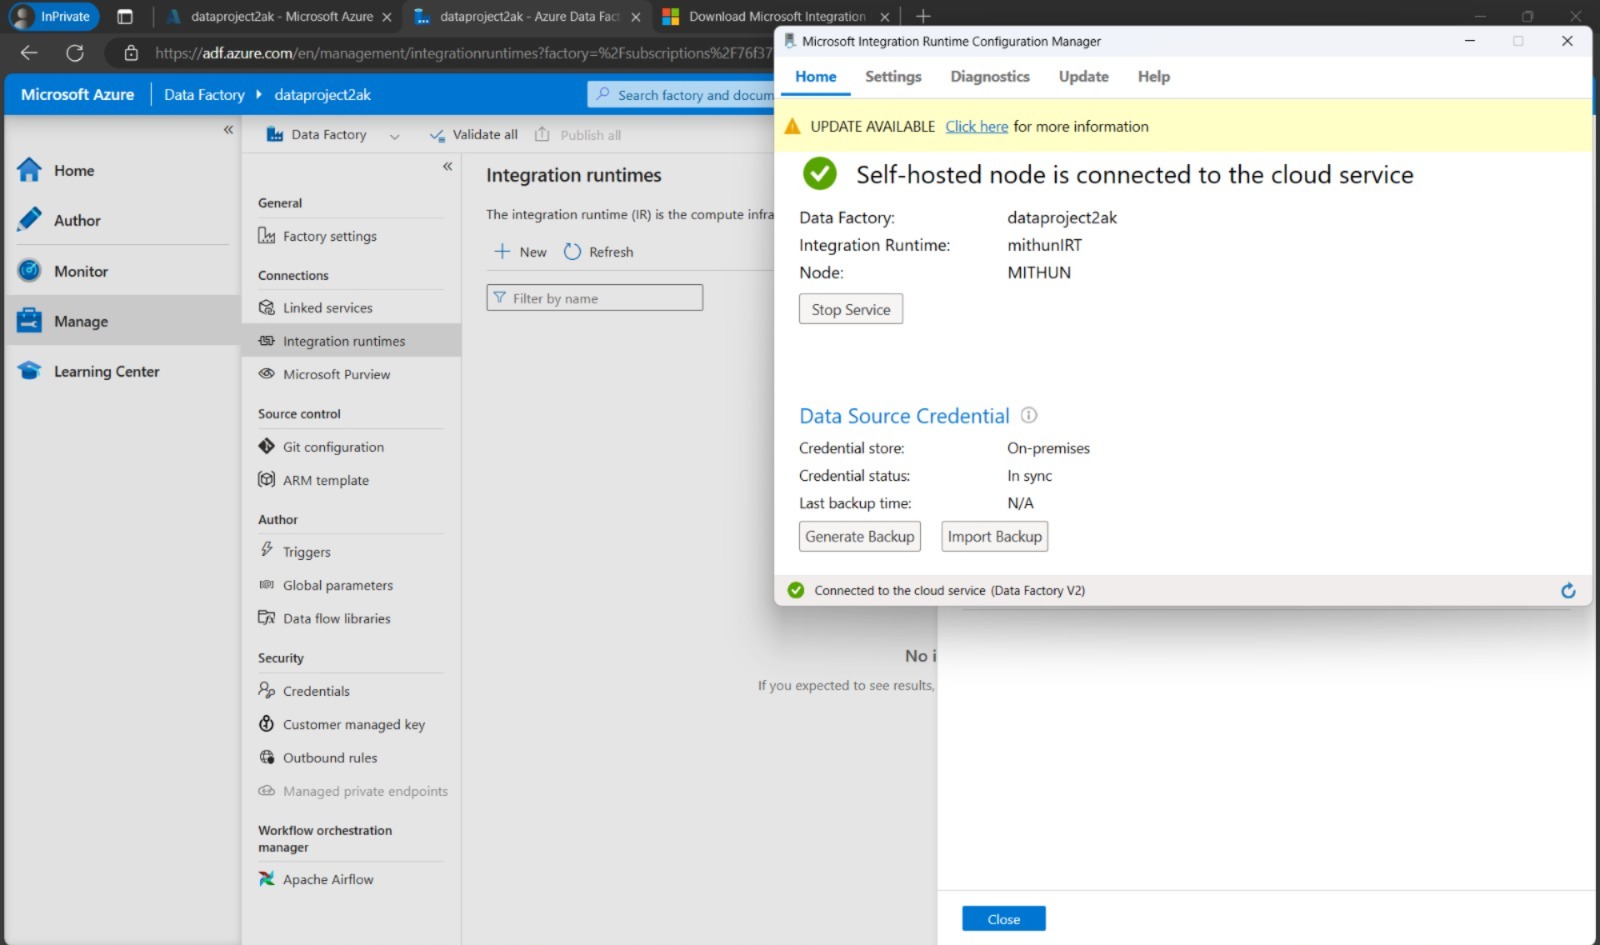 InPrivate
dataproject2ak - Microsoft Azure
dataproject2ak - Azure Data Fac
Download Microsoft Integration
https://adf.azure.com/en/management/integrationruntimes?factory=%2Fsubscriptions%2F76f37
Microsoft Azure
Data Factory
dataproject2ak
Search factory and docum
Home
Author
Monitor
Manage
Learning Center
Data Factory
Validate all
Publish all
General
Factory settings
Connections
Linked services
Integration runtimes
Microsoft Purview
Source control
Git configuration
ARM template
Author
Triggers
Global parameters
Data flow libraries
Security
Credentials
Customer managed key
Outbound rules
Managed private endpoints
Workflow orchestration
manager
Apache Airflow
Integration runtimes
The integration runtime (IR) is the compute infra
New
Refresh
Filter by name
No i
If you expected to see results,
Close
Microsoft Integration Runtime Configuration Manager
Home Settings Diagnostics Update Help
UPDATE AVAILABLE Click here for more information
Self-hosted node is connected to the cloud service
Data Factory: dataproject2ak
Integration Runtime: mithunIRT
Node: MITHUN
Stop Service
Data Source Credential
Credential store: On-premises
Credential status: In sync
Last backup time: N/A
Generate Backup Import Backup
Connected to the cloud service (Data Factory V2)